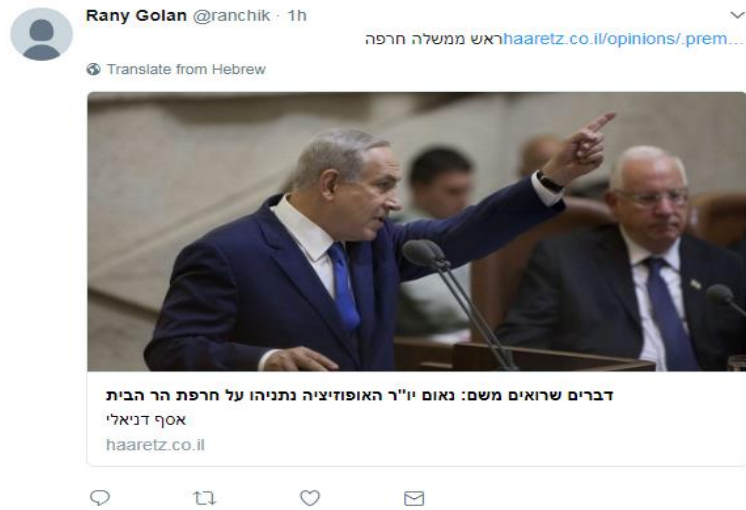 Rany Golan @ranchik · 1h
ראש ממשלה חרפהhaaretz.co.il/opinions/.prem…
Translate from Hebrew
דברים שרואים משם: נאום יו"ר האופוזיציה נתניהו על חרפת הר הבית
אסף דניאלי
haaretz.co.il